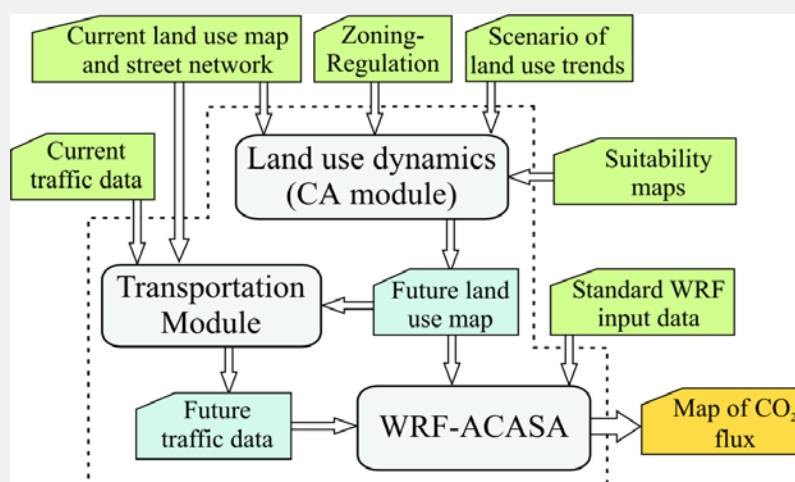 Current land use map
and street network
Zoning-
Regulation
Scenario of
land use trends
Current
traffic data
Land use dynamics
(CA module)
Suitability
maps
Transportation
Module
Future land
use map
Standard WRF
input data
Future
traffic data
WRF-ACASA
Map of CO₂
flux